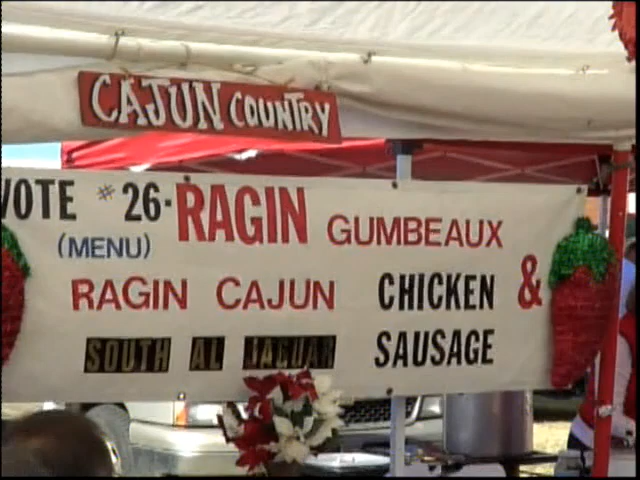 CAJUN COUNTRY
VOTE #26-RAGIN GUMBEAUX
(MENU)
RAGIN CAJUN CHICKEN &
SOUTH AL JAGUAR SAUSAGE